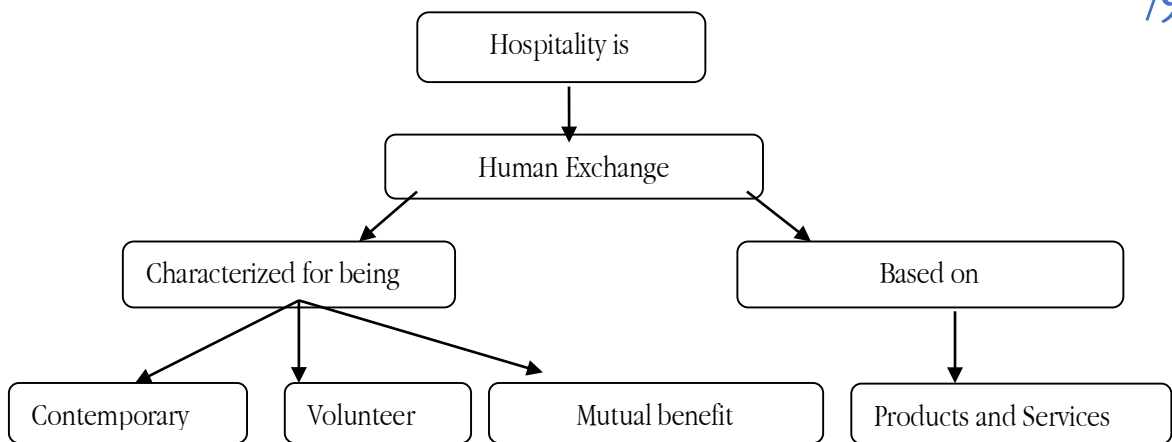 Hospitality is
Human Exchange
Characterized for being
Based on
Contemporary
Volunteer
Mutual benefit
Products and Services